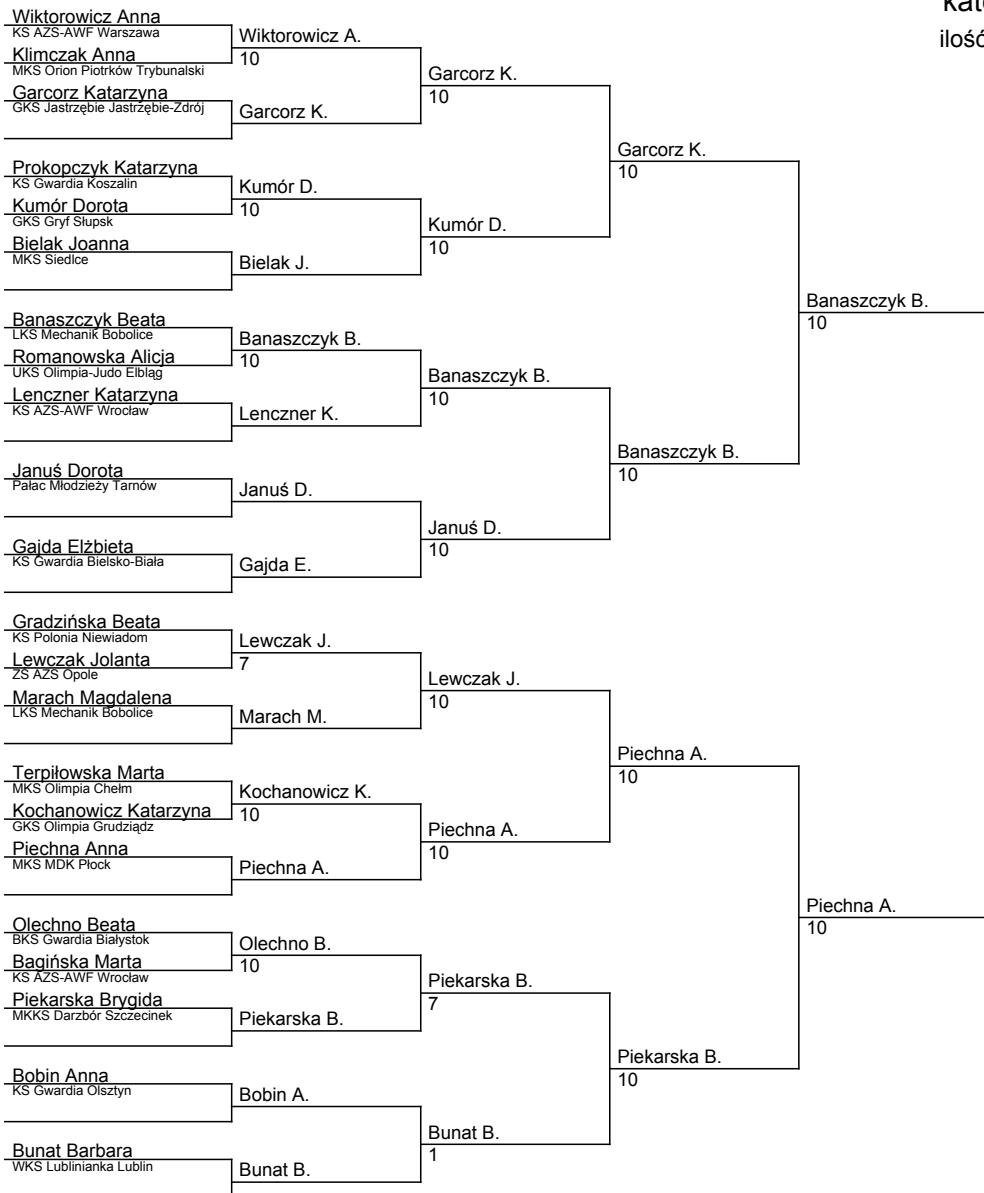 kat
ilość
Wiktorowicz Anna
KS AZS-AWF Warszawa
Klimczak Anna
MKS Orion Piotrków Trybunalski
Garcorz Katarzyna
GKS Jastrzębie Jastrzębie-Zdrój
Prokopczyk Katarzyna
KS Gwardia Koszalin
Kumór Dorota
GKS Gryf Słupsk
Bielak Joanna
MKS Siedlce
Banaszczyk Beata
LKS Mechanik Bobolice
Romanowska Alicja
UKS Olimpia-Judo Elbląg
Lenczner Katarzyna
KS AZS-AWF Wrocław
Januś Dorota
Pałac Młodzieży Tarnów
Gajda Elżbieta
KS Gwardia Bielsko-Biała
Gradzińska Beata
KS Polonia Niewiadom
Lewczak Jolanta
ZS AZS Opole
Marach Magdalena
LKS Mechanik Bobolice
Terpiłowska Marta
MKS Olimpia Chełm
Kochanowicz Katarzyna
GKS Olimpia Grudziądz
Piechna Anna
MKS MDK Płock
Olechno Beata
BKS Gwardia Białystok
Bagińska Marta
KS AZS-AWF Wrocław
Piekarska Brygida
MKKS Darzbór Szczecinek
Bobin Anna
KS Gwardia Olsztyn
Bunat Barbara
WKS Lublinianka Lublin
Wiktorowicz A.
10
Garcorz K.
Kumór D.
10
Bielak J.
Banaszczyk B.
10
Lenczner K.
Januś D.
Gajda E.
Lewczak J.
7
Marach M.
Kochanowicz K.
10
Piechna A.
Olechno B.
10
Piekarska B.
Bobin A.
Bunat B.
Garcorz K.
10
Kumór D.
10
Banaszczyk B.
10
Januś D.
10
Lewczak J.
10
Piechna A.
10
Piekarska B.
7
Bunat B.
1
Garcorz K.
10
Banaszczyk B.
10
Piechna A.
10
Piekarska B.
10
Banaszczyk B.
10
Piechna A.
10